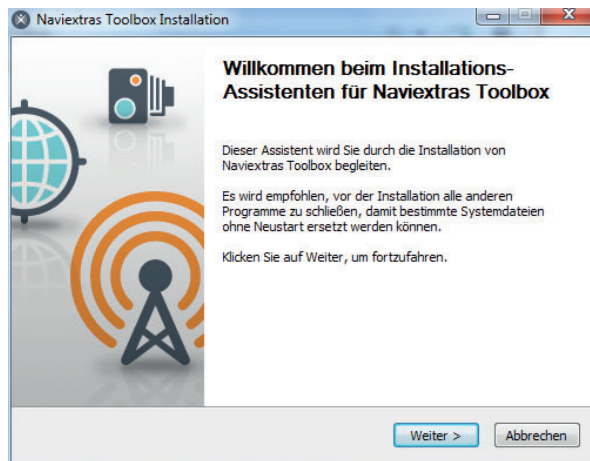 Naviextras Toolbox Installation
Willkommen beim Installations-
Assistenten für Naviextras Toolbox
Dieser Assistent wird Sie durch die Installation von
Naviextras Toolbox begleiten.
Es wird empfohlen, vor der Installation alle anderen
Programme zu schließen, damit bestimmte Systemdateien
ohne Neustart ersetzt werden können.
Klicken Sie auf Weiter, um fortzufahren.
Weiter > Abbrechen